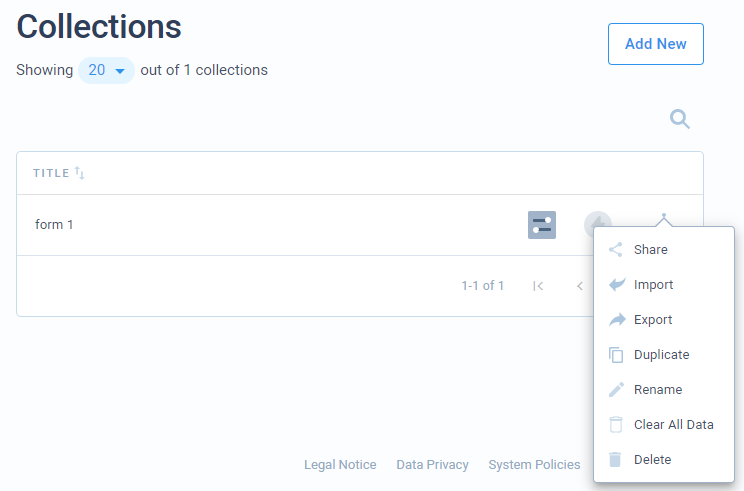 Collections
Add New
Showing 20 out of 1 collections
TITLE
form 1
Share
1-1 of 1
Import
Export
Duplicate
Rename
Clear All Data
Legal Notice Data Privacy System Policies
Delete